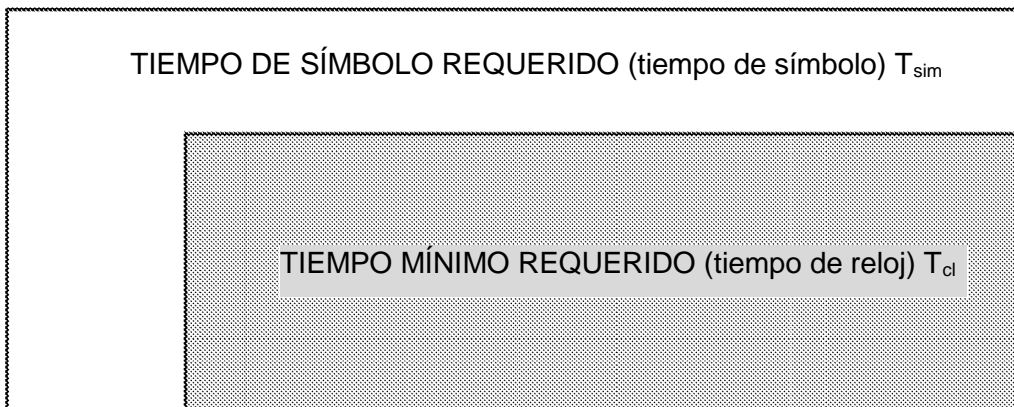 TIEMPO DE SÍMBOLO REQUERIDO (tiempo de símbolo) Tsim
TIEMPO MÍNIMO REQUERIDO (tiempo de reloj) Tcl